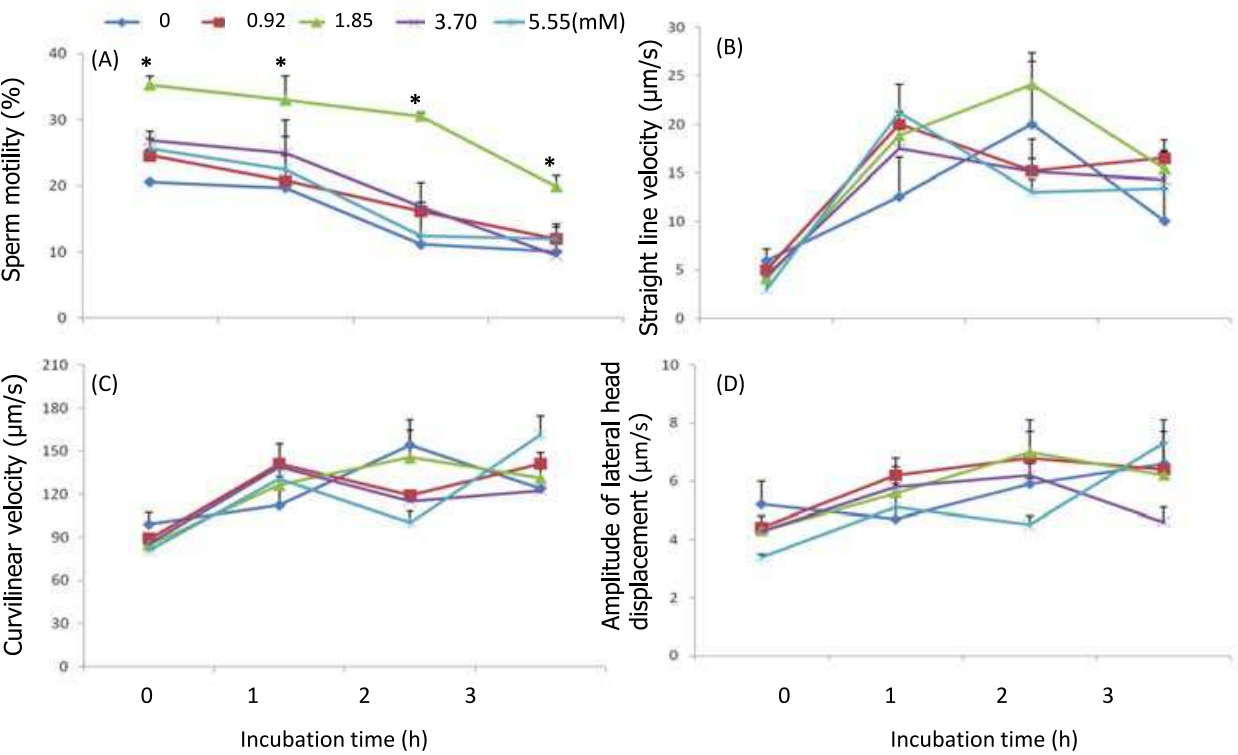 0 0.92 1.85 3.70 5.55(mM)
(A)
Sperm motility (%)
40
30
20
10
0
* * * *
(B)
Straight line velocity (µm/s)
30
25
20
15
10
5
0
(C)
Curvilinear velocity (µm/s)
210
180
150
120
90
60
30
0
0 1 2 3
Incubation time (h)
(D)
Amplitude of lateral head
displacement (µm/s)
10
8
6
4
2
0
0 1 2 3
Incubation time (h)